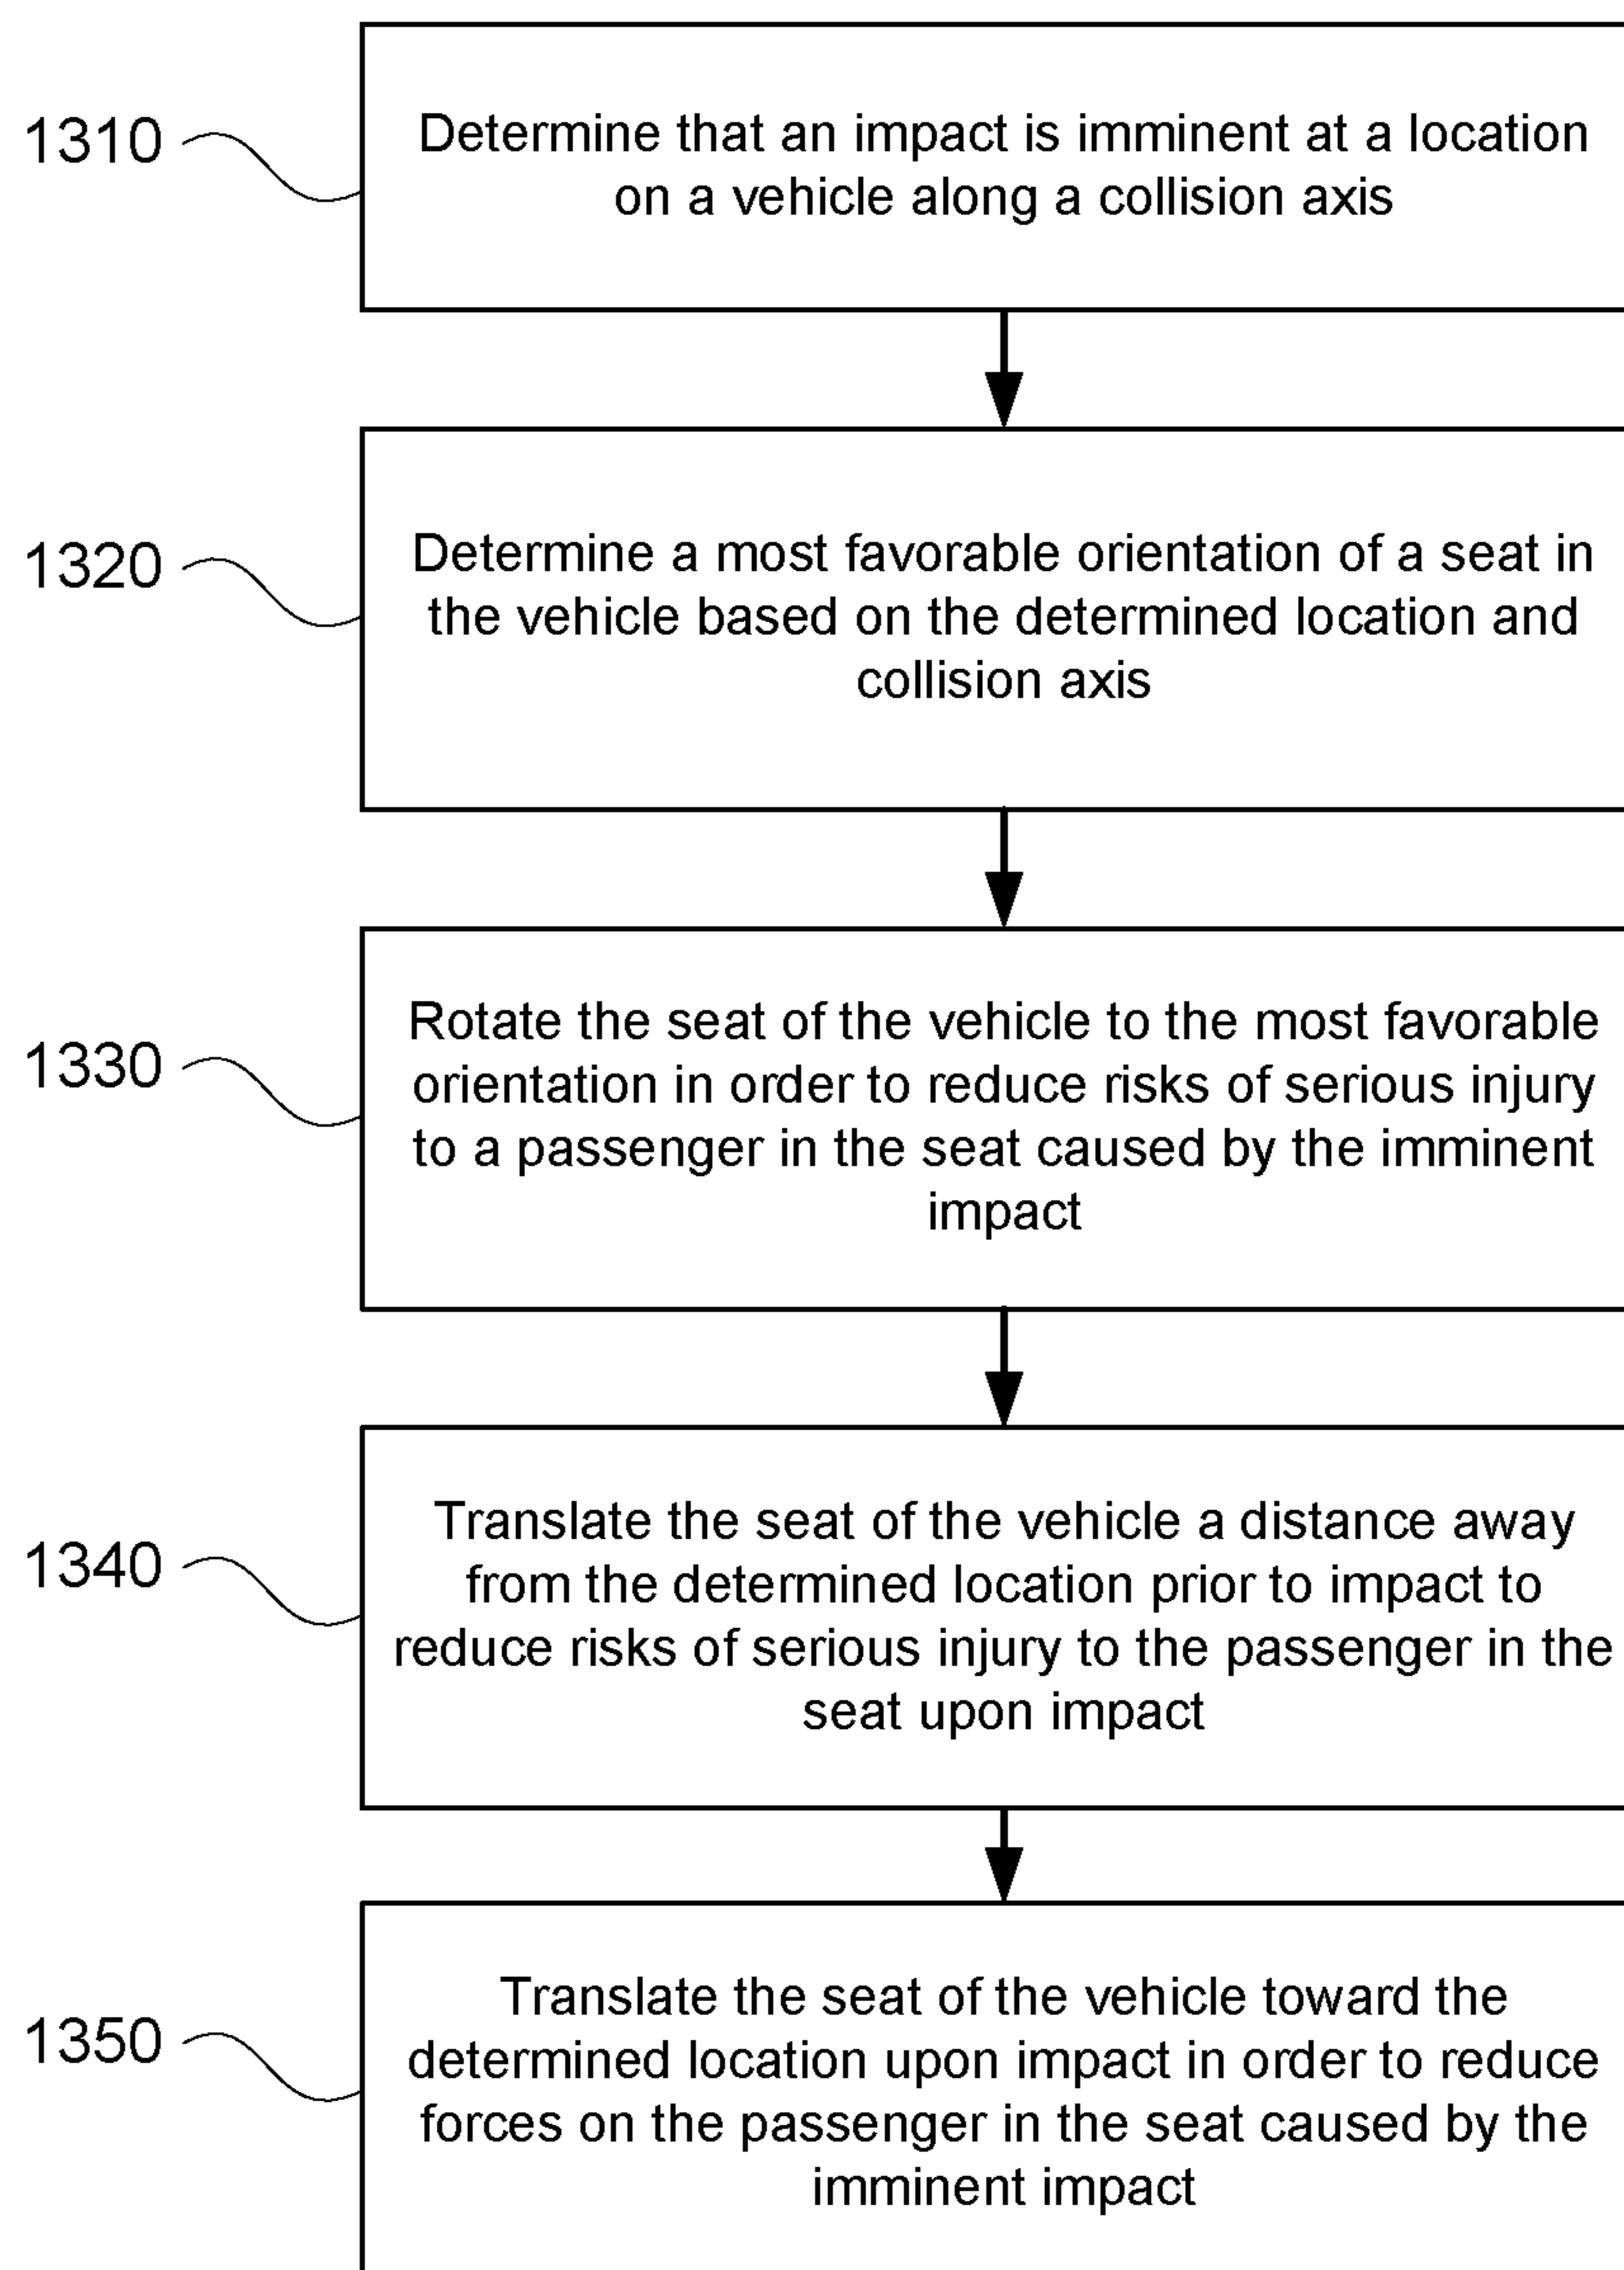 1310
Determine that an impact is imminent at a location
on a vehicle along a collision axis
1320
Determine a most favorable orientation of a seat in
the vehicle based on the determined location and
collision axis
1330
Rotate the seat of the vehicle to the most favorable
orientation in order to reduce risks of serious injury
to a passenger in the seat caused by the imminent
impact
1340
Translate the seat of the vehicle a distance away
from the determined location prior to impact to
reduce risks of serious injury to the passenger in the
seat upon impact
1350
Translate the seat of the vehicle toward the
determined location upon impact in order to reduce
forces on the passenger in the seat caused by the
imminent impact